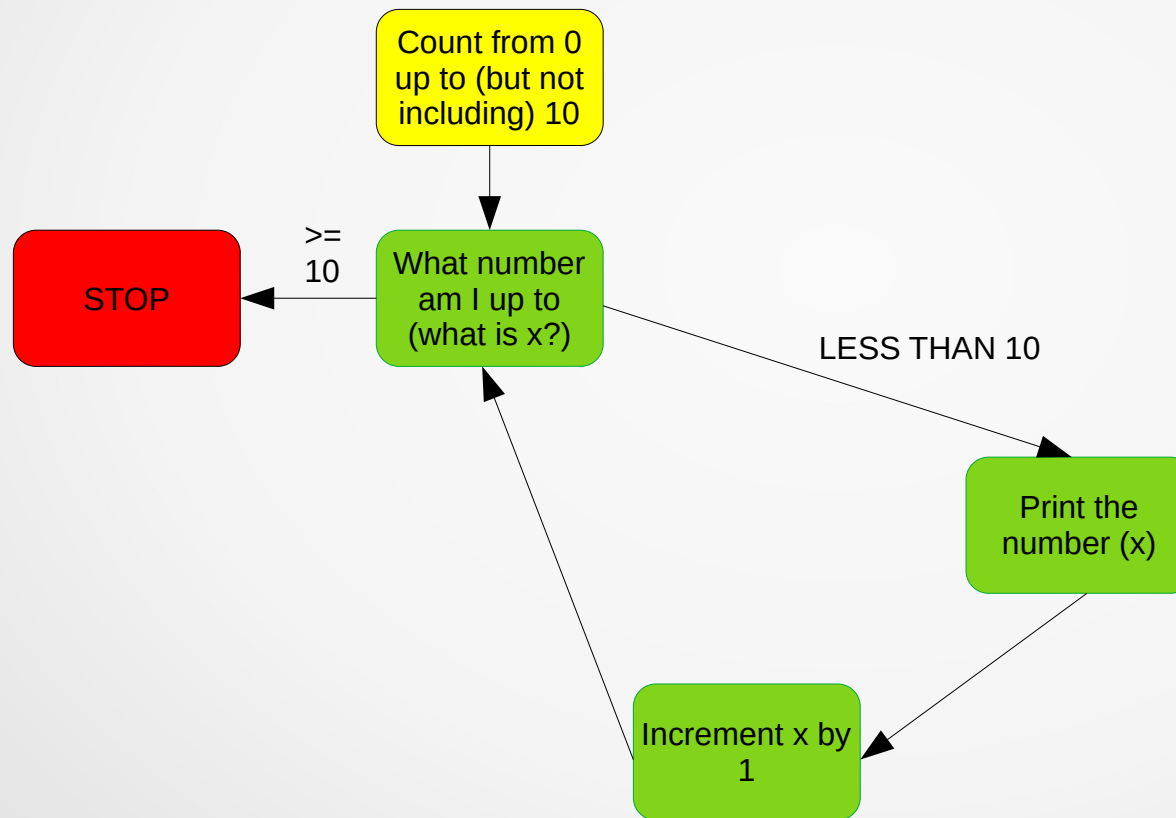 Count from 0
up to (but not
including) 10
>=
10
STOP
What number
am I up to
(what is x?)
LESS THAN 10
Print the
number (x)
Increment x by
1